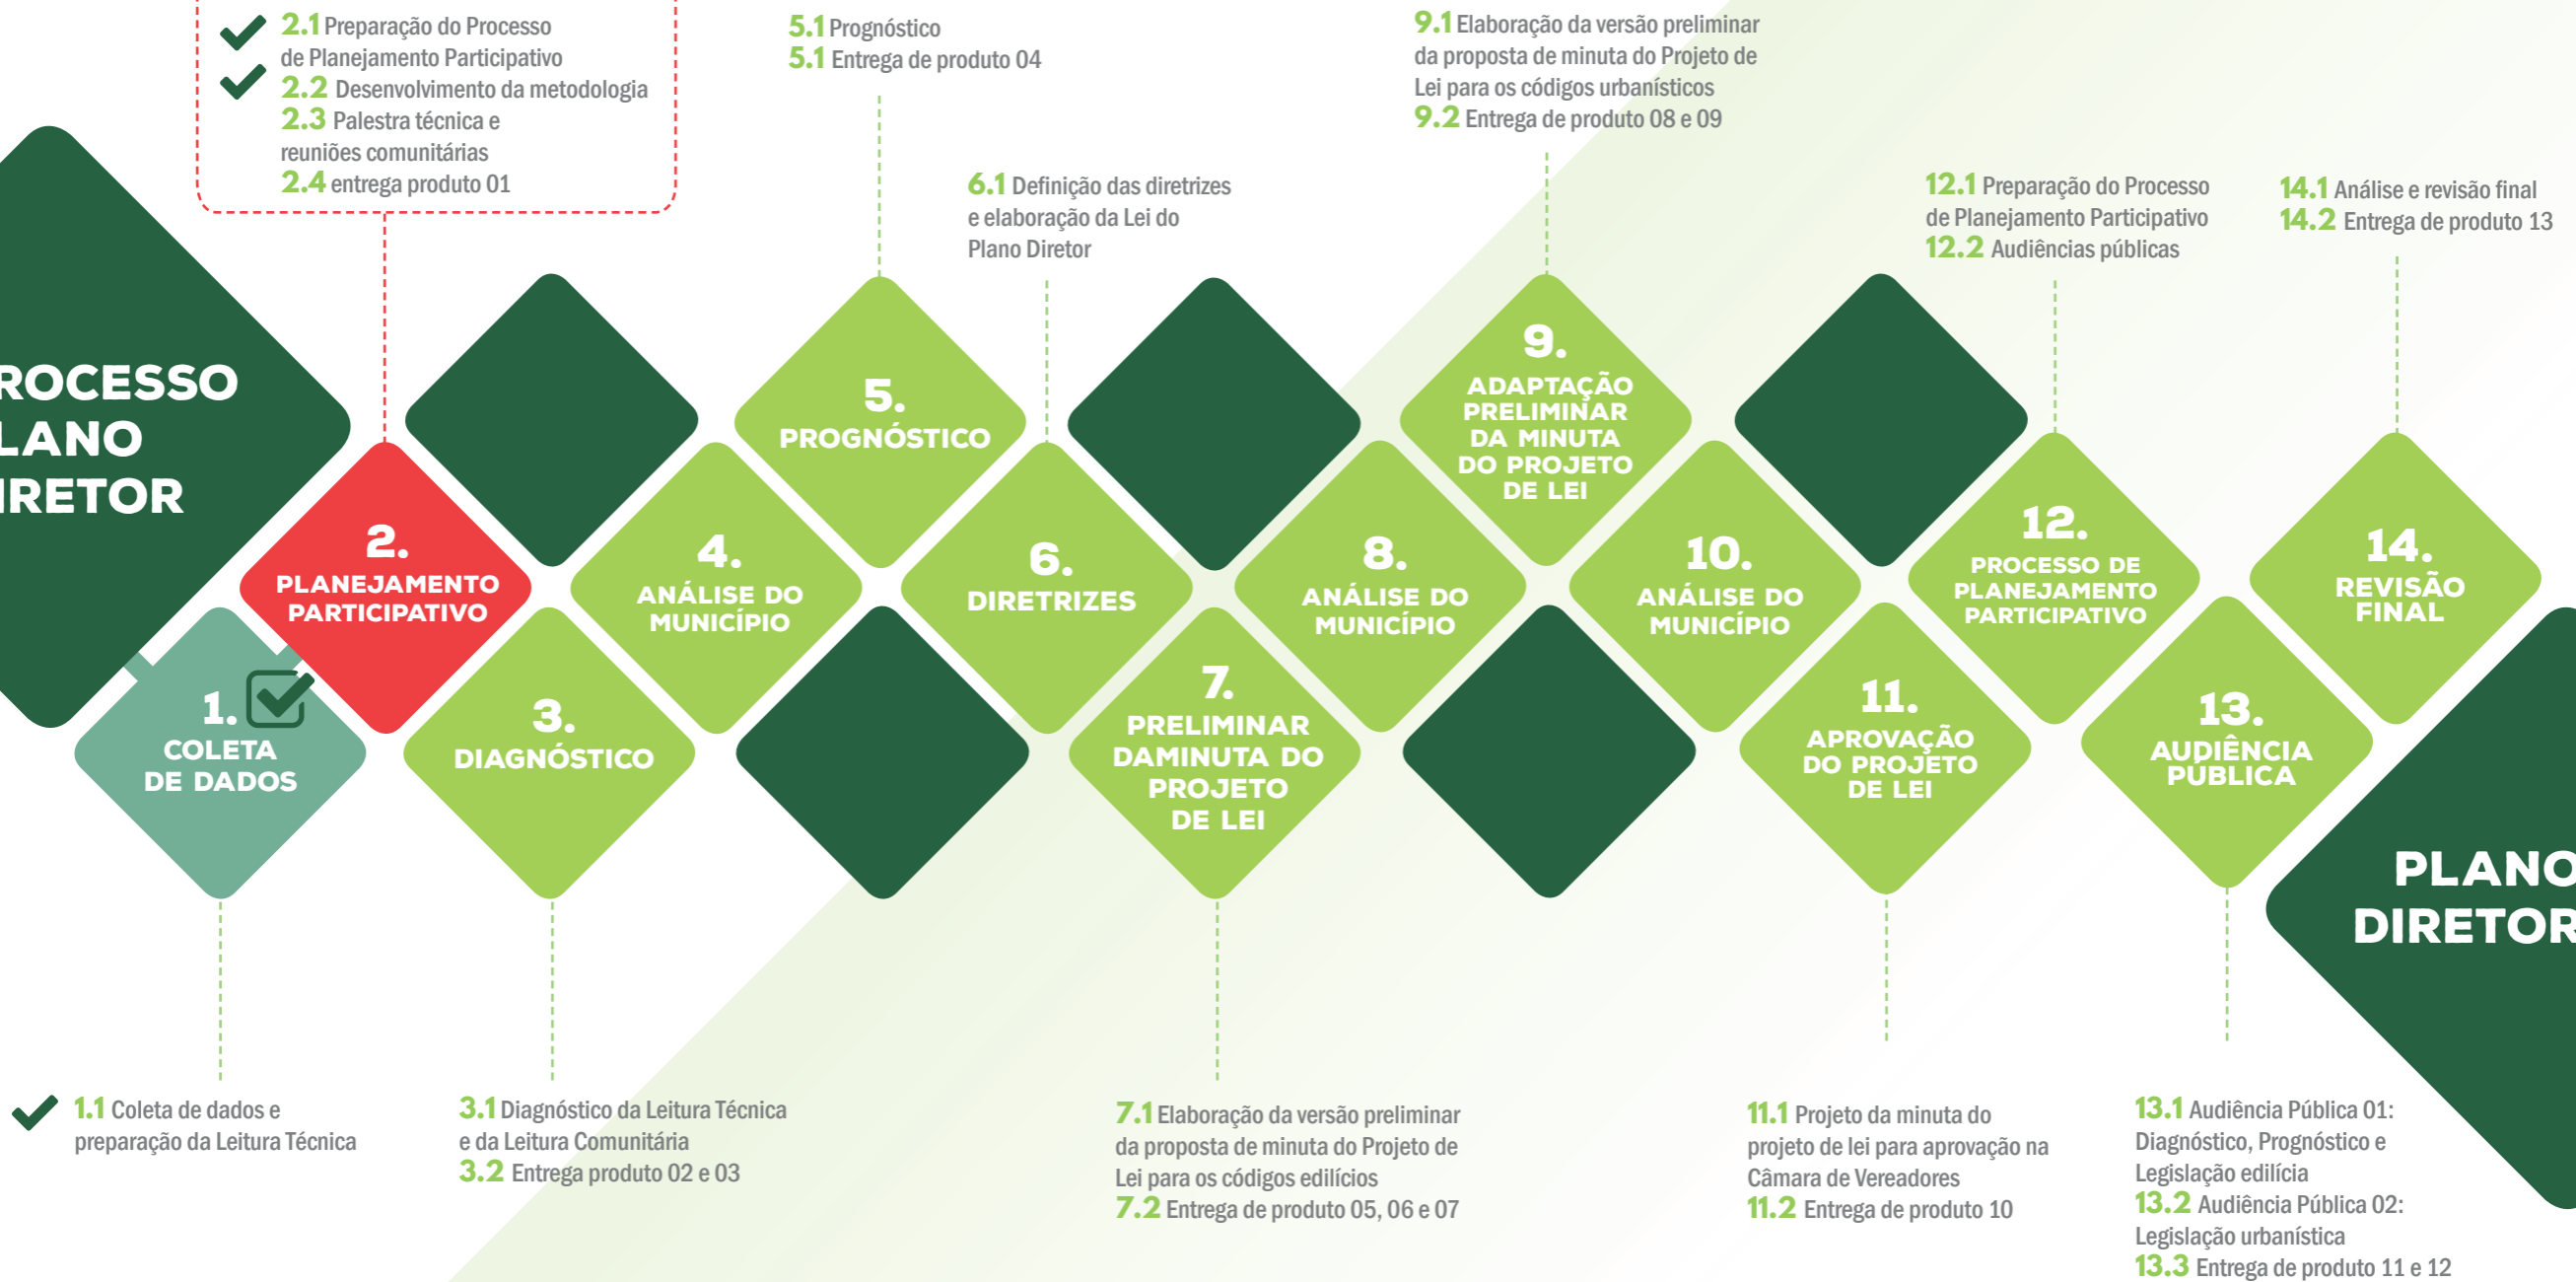 2.1 Preparação do Processo
de Planejamento Participativo
2.2 Desenvolvimento da metodologia
2.3 Palestra técnica e
reuniões comunitárias
2.4 entrega produto 01
5.1 Prognóstico
5.1 Entrega de produto 04
6.1 Definição das diretrizes
e elaboração da Lei do
Plano Diretor
9.1 Elaboração da versão preliminar
da proposta de minuta do Projeto de
Lei para os códigos urbanísticos
9.2 Entrega de produto 08 e 09
12.1 Preparação do Processo
de Planejamento Participativo
12.2 Audiências públicas
14.1 Análise e revisão final
14.2 Entrega de produto 13
ROCESSO
LANO
IRETOR
1.
COLETA
DE DADOS
2.
PLANEJAMENTO
PARTICIPATIVO
3.
DIAGNÓSTICO
4.
ANÁLISE DO
MUNICÍPIO
5.
PROGNÓSTICO
6.
DIRETRIZES
7.
PRELIMINAR
DAMINUTA DO
PROJETO
DE LEI
8.
ANÁLISE DO
MUNICÍPIO
9.
ADAPTAÇÃO
PRELIMINAR
DA MINUTA
DO PROJETO
DE LEI
10.
ANÁLISE DO
MUNICÍPIO
11.
APROVAÇÃO
DO PROJETO
DE LEI
12.
PROCESSO DE
PLANEJAMENTO
PARTICIPATIVO
13.
AUDIÊNCIA
PÚBLICA
14.
REVISÃO
FINAL
PLANO
DIRETOR
1.1 Coleta de dados e
preparação da Leitura Técnica
3.1 Diagnóstico da Leitura Técnica
e da Leitura Comunitária
3.2 Entrega produto 02 e 03
7.1 Elaboração da versão preliminar
da proposta de minuta do Projeto de
Lei para os códigos edilícios
7.2 Entrega de produto 05, 06 e 07
11.1 Projeto da minuta do
projeto de lei para aprovação na
Câmara de Vereadores
11.2 Entrega de produto 10
13.1 Audiência Pública 01:
Diagnóstico, Prognóstico e
Legislação edilícia
13.2 Audiência Pública 02:
Legislação urbanística
13.3 Entrega de produto 11 e 12